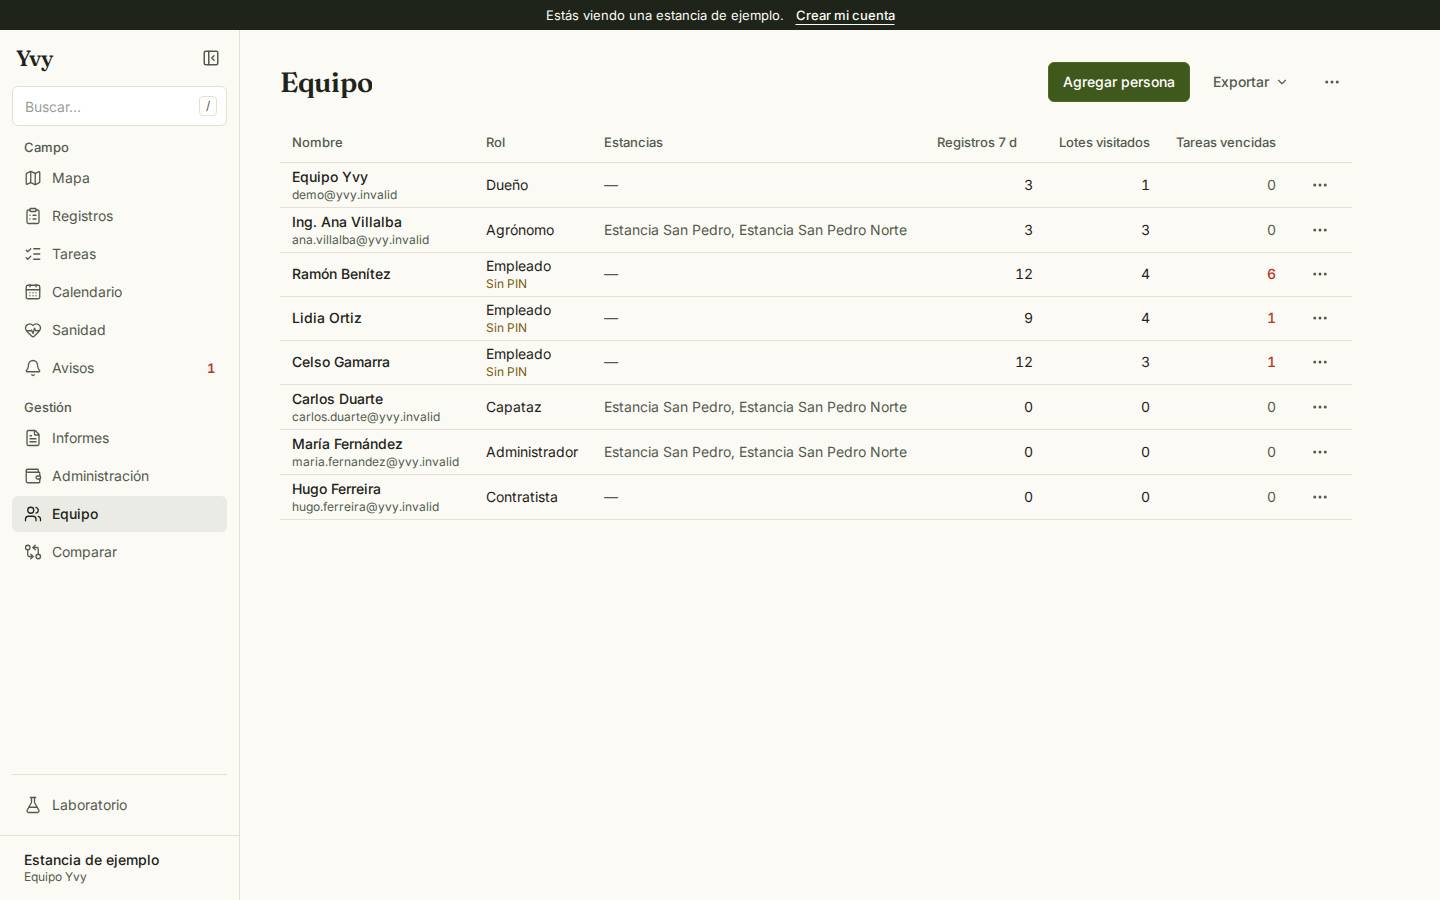 Estás viendo una estancia de ejemplo. Crear mi cuenta
Yvy
Buscar... /
Campo
Mapa
Registros
Tareas
Calendario
Sanidad
Avisos 1
Gestión
Informes
Administración
Equipo
Comparar
Laboratorio
Estancia de ejemplo
Equipo Yvy
Equipo
Agregar persona Exportar
Nombre Rol Estancias Registros 7 d Lotes visitados Tareas vencidas
Equipo Yvy
demo@yvy.invalid
Dueño — 3 1 0
Ing. Ana Villalba
ana.villalba@yvy.invalid
Agrónomo Estancia San Pedro, Estancia San Pedro Norte 3 3 0
Ramón Benítez
Empleado
Sin PIN
— 12 4 6
Lidia Ortiz
Empleado
Sin PIN
— 9 4 1
Celso Gamarra
Empleado
Sin PIN
— 12 3 1
Carlos Duarte
carlos.duarte@yvy.invalid
Capataz Estancia San Pedro, Estancia San Pedro Norte 0 0 0
María Fernández
maria.fernandez@yvy.invalid
Administrador Estancia San Pedro, Estancia San Pedro Norte 0 0 0
Hugo Ferreira
hugo.ferreira@yvy.invalid
Contratista — 0 0 0